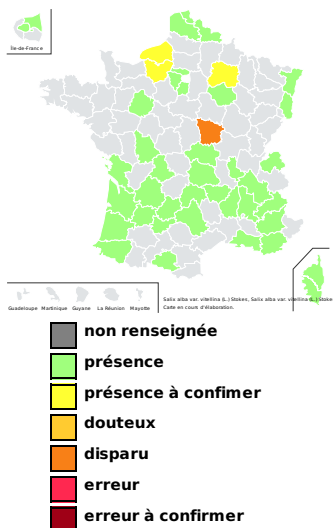 Île-de-France
Guadeloupe Martinique Guyane La Réunion Mayotte
Salix alba var. vitellina (L.) Stokes, Salix alba var. vitellina (L.) Stoke
Carte en cours d'élaboration.
non renseignée
présence
présence à confimer
douteux
disparu
erreur
erreur à confirmer